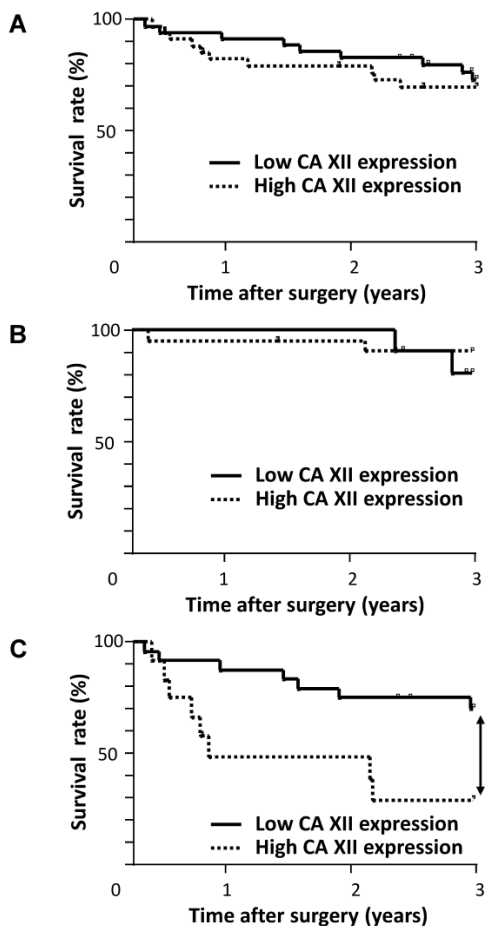 A
100
50
Survival rate (%)
Low CA XII expression
High CA XII expression
0 1 2 3
Time after surgery (years)
B
100
50
Survival rate (%)
Low CA XII expression
High CA XII expression
0 1 2 3
Time after surgery (years)
C
100
50
Survival rate (%)
Low CA XII expression
High CA XII expression
0 1 2 3
Time after surgery (years)